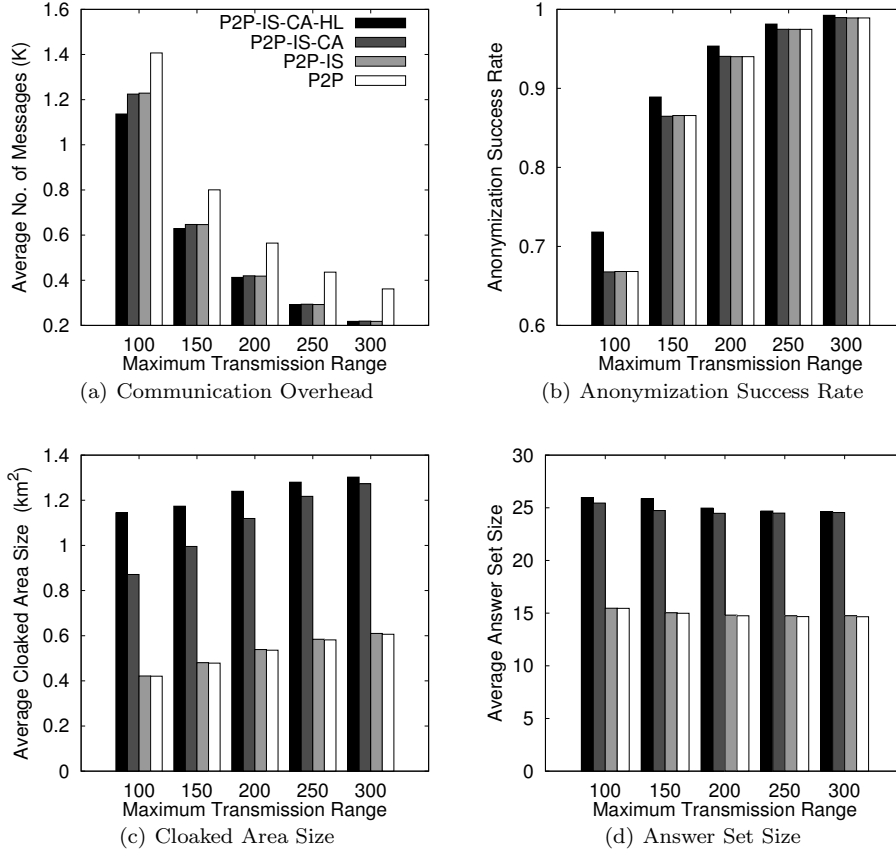 Average No. of Messages (K)
1.6
1.4
1.2
1
0.8
0.6
0.4
0.2
P2P-IS-CA-HL
P2P-IS-CA
P2P-IS
P2P
100 150 200 250 300
Maximum Transmission Range
(a) Communication Overhead
Anonymization Success Rate
1
0.9
0.8
0.7
0.6
100 150 200 250 300
Maximum Transmission Range
(b) Anonymization Success Rate
Average Cloaked Area Size (km²)
1.4
1.2
1
0.8
0.6
0.4
0.2
0
100 150 200 250 300
Maximum Transmission Range
(c) Cloaked Area Size
Average Answer Set Size
30
25
20
15
10
5
0
100 150 200 250 300
Maximum Transmission Range
(d) Answer Set Size